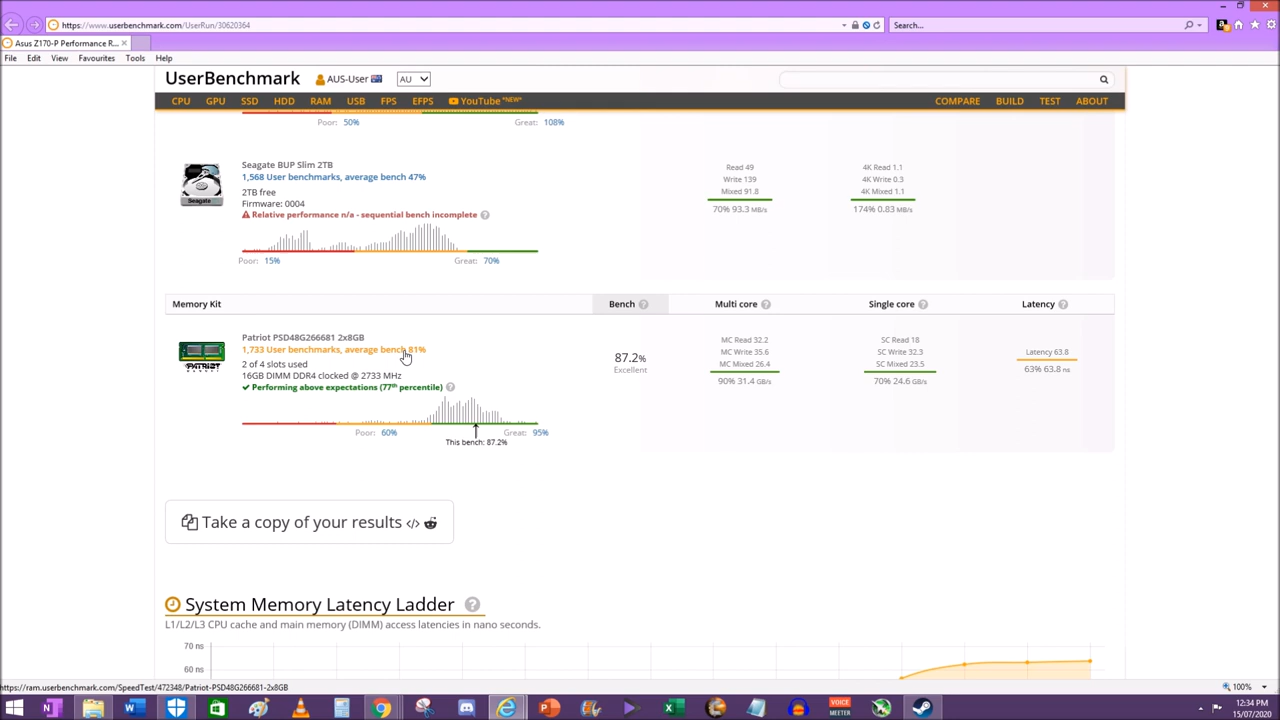 https://www.userbenchmark.com/UserRun/30620364
Search...
Asus Z170-P Performance R...
File Edit View Favourites Tools Help
UserBenchmark AUS-User AU
CPU GPU SSD HDD RAM USB FPS EFPS YouTube *NEW* COMPARE BUILD TEST ABOUT
Poor: 50% Great: 108%
Seagate BUP Slim 2TB
1,568 User benchmarks, average bench 47%
2TB free
Firmware: 0004
Relative performance n/a - sequential bench incomplete ?
Seagate
Read 49
Write 139
Mixed 91.8
70% 93.3 MB/s
4K Read 1.1
4K Write 0.3
4K Mixed 1.1
174% 0.83 MB/s
Poor: 15% Great: 70%
Memory Kit Bench ? Multi core ? Single core ? Latency ?
Patriot PSD48G266681 2x8GB
1,733 User benchmarks, average bench 81%
2 of 4 slots used
16GB DIMM DDR4 clocked @ 2733 MHz
Performing above expectations (77th percentile) ?
PATRIOT
87.2%
Excellent
MC Read 32.2
MC Write 35.6
MC Mixed 26.4
90% 31.4 GB/s
SC Read 18
SC Write 32.3
SC Mixed 23.5
70% 24.6 GB/s
Latency 63.8
63% 63.8 ns
Poor: 60% Great: 95%
This bench: 87.2%
Take a copy of your results </>
System Memory Latency Ladder ?
L1/L2/L3 CPU cache and main memory (DIMM) access latencies in nano seconds.
70 ns
60 ns
https://ram.userbenchmark.com/SpeedTest/472348/Patriot-PSD48G266681-2x8GB
100%
VOICE
MEETER
12:34 PM
15/07/2020